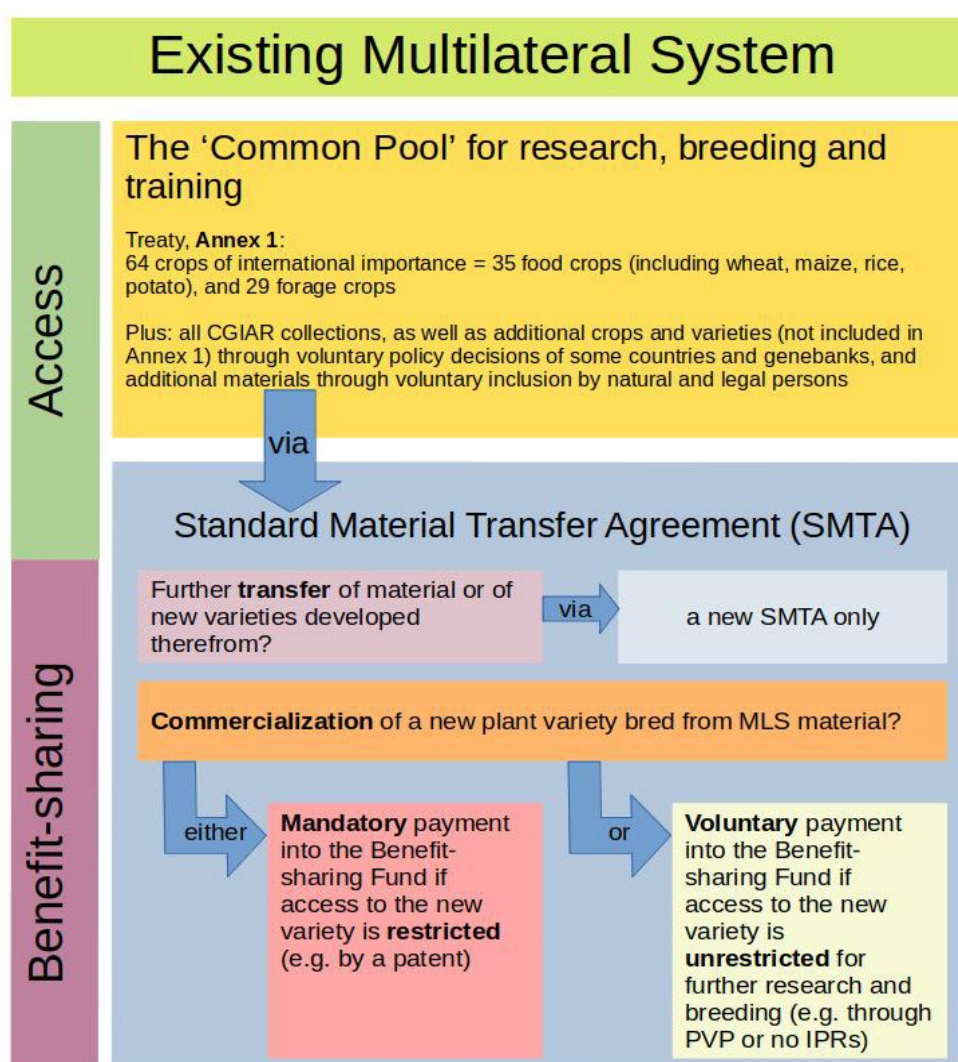 Existing Multilateral System
Access
The ‘Common Pool’ for research, breeding and
training
Treaty, Annex 1:
64 crops of international importance = 35 food crops (including wheat, maize, rice,
potato), and 29 forage crops
Plus: all CGIAR collections, as well as additional crops and varieties (not included in
Annex 1) through voluntary policy decisions of some countries and genebanks, and
additional materials through voluntary inclusion by natural and legal persons
via
Standard Material Transfer Agreement (SMTA)
Benefit-sharing
Further transfer of material or of
new varieties developed
therefrom?
via
a new SMTA only
Commercialization of a new plant variety bred from MLS material?
either
Mandatory payment
into the Benefit-
sharing Fund if
access to the new
variety is restricted
(e.g. by a patent)
or
Voluntary payment
into the Benefit-
sharing Fund if
access to the new
variety is
unrestricted for
further research and
breeding (e.g. through
PVP or no IPRs)